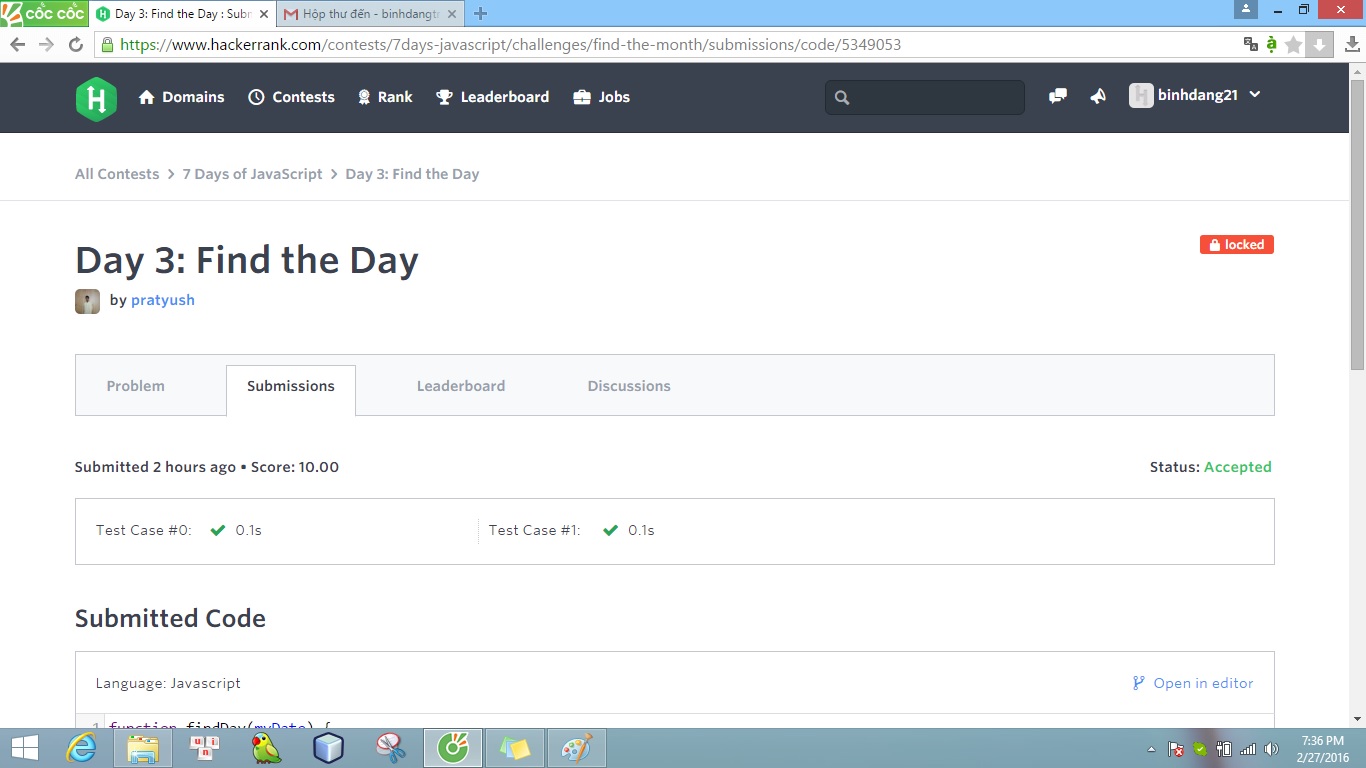 cốc cốc
Day 3: Find the Day : Subm
Hộp thư đến - binhdangt
https://www.hackerrank.com/contests/7days-javascript/challenges/find-the-month/submissions/code/5349053
Domains
Contests
Rank
Leaderboard
Jobs
binhdang21
All Contests > 7 Days of JavaScript > Day 3: Find the Day
Day 3: Find the Day
locked
by pratyush
Problem
Submissions
Leaderboard
Discussions
Submitted 2 hours ago • Score: 10.00
Status: Accepted
Test Case #0: 0.1s
Test Case #1: 0.1s
Submitted Code
Language: Javascript
Open in editor
1 function findDay(myDate) {
7:36 PM
2/27/2016